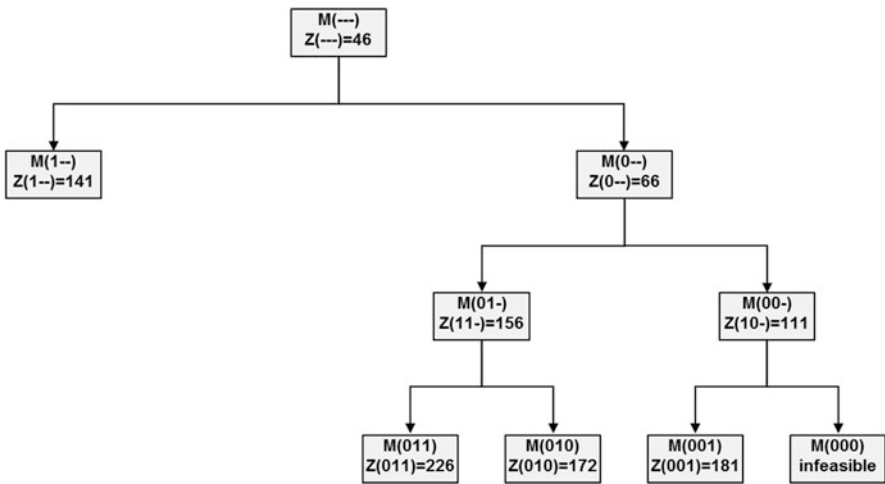 M(---)
Z(---)=46
M(1--)
Z(1--)=141
M(0--)
Z(0--)=66
M(01-)
Z(11-)=156
M(00-)
Z(10-)=111
M(011)
Z(011)=226
M(010)
Z(010)=172
M(001)
Z(001)=181
M(000)
infeasible